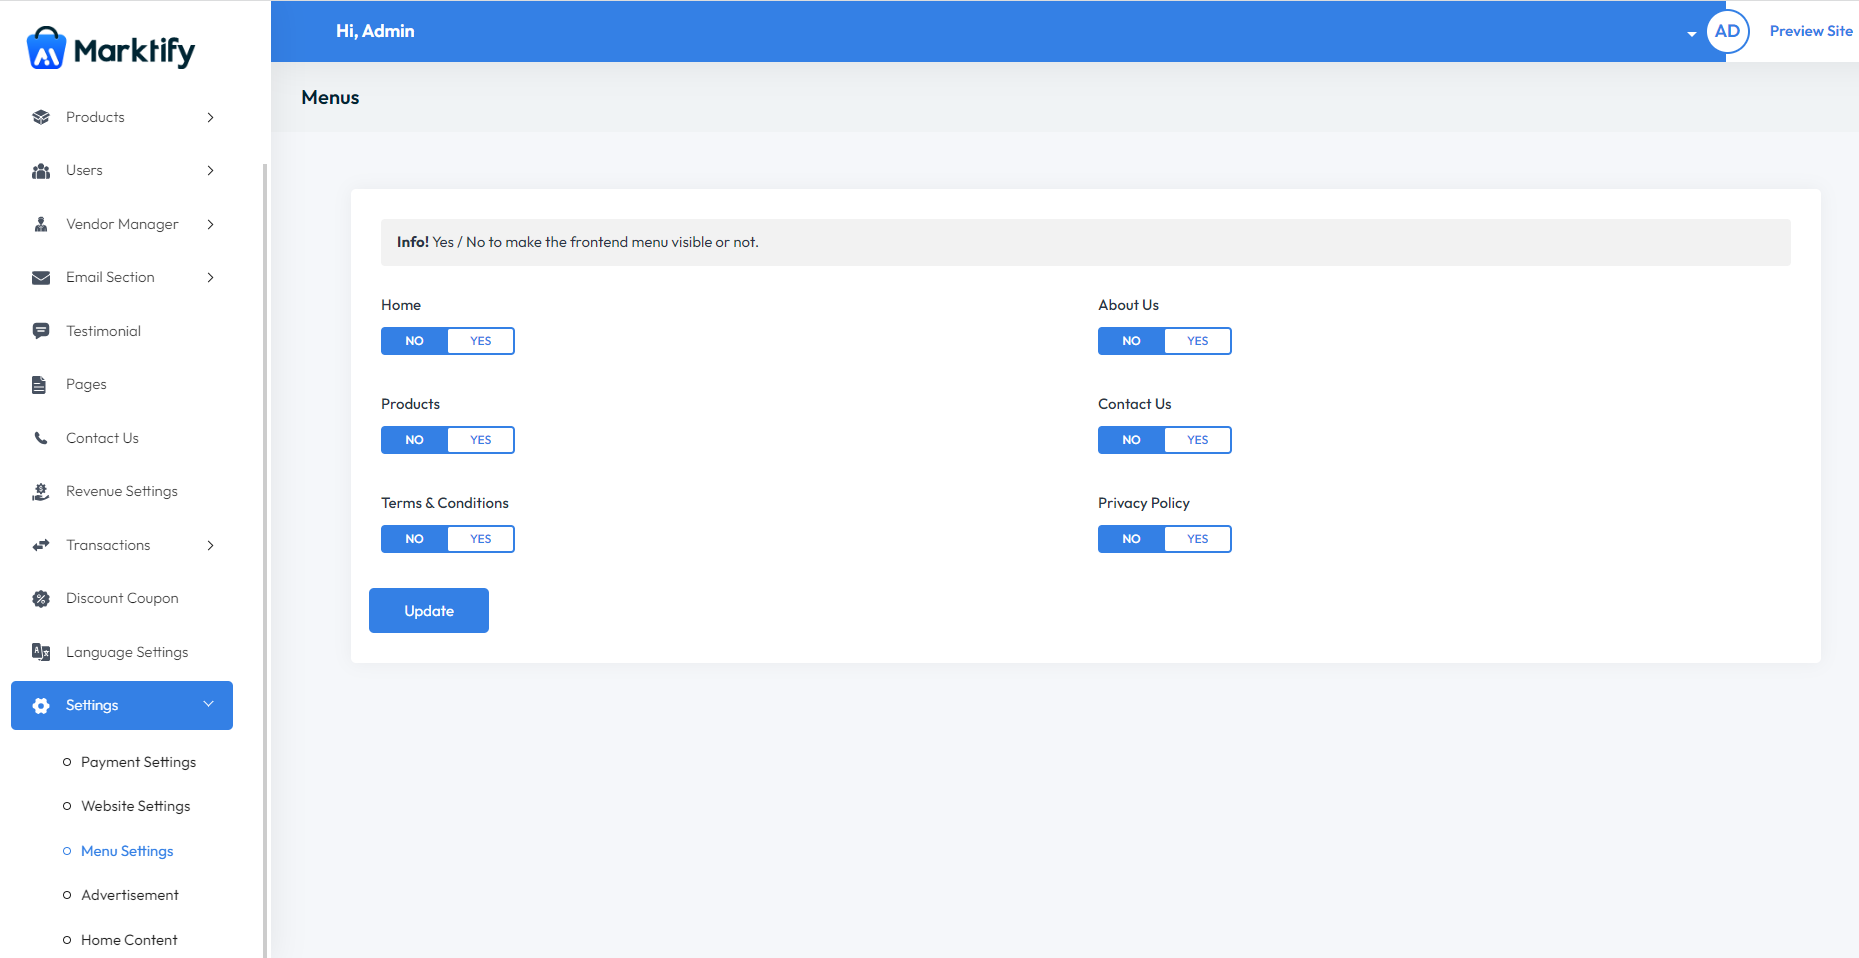 Marktify
Products
Users
Vendor Manager
Email Section
Testimonial
Pages
Contact Us
Revenue Settings
Transactions
Discount Coupon
Language Settings
Settings
Payment Settings
Website Settings
Menu Settings
Advertisement
Home Content
Hi, Admin
AD
Preview Site
Menus
Info! Yes / No to make the frontend menu visible or not.
Home
NO YES
About Us
NO YES
Products
NO YES
Contact Us
NO YES
Terms & Conditions
NO YES
Privacy Policy
NO YES
Update